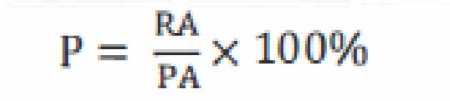 P = RA/PA × 100%